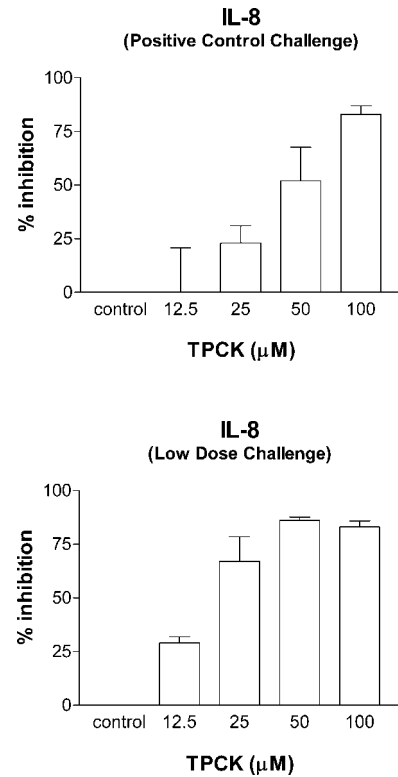 IL-8
(Positive Control Challenge)
100
75
50
25
0
% inhibition
control 12.5 25 50 100
TPCK (μM)
IL-8
(Low Dose Challenge)
100
75
50
25
0
% inhibition
control 12.5 25 50 100
TPCK (μM)